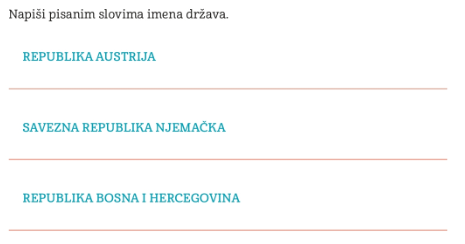 Napiši pisanim slovima imena država.
REPUBLIKA AUSTRIJA
SAVEZNA REPUBLIKA NJEMAČKA
REPUBLIKA BOSNA I HERCEGOVINA